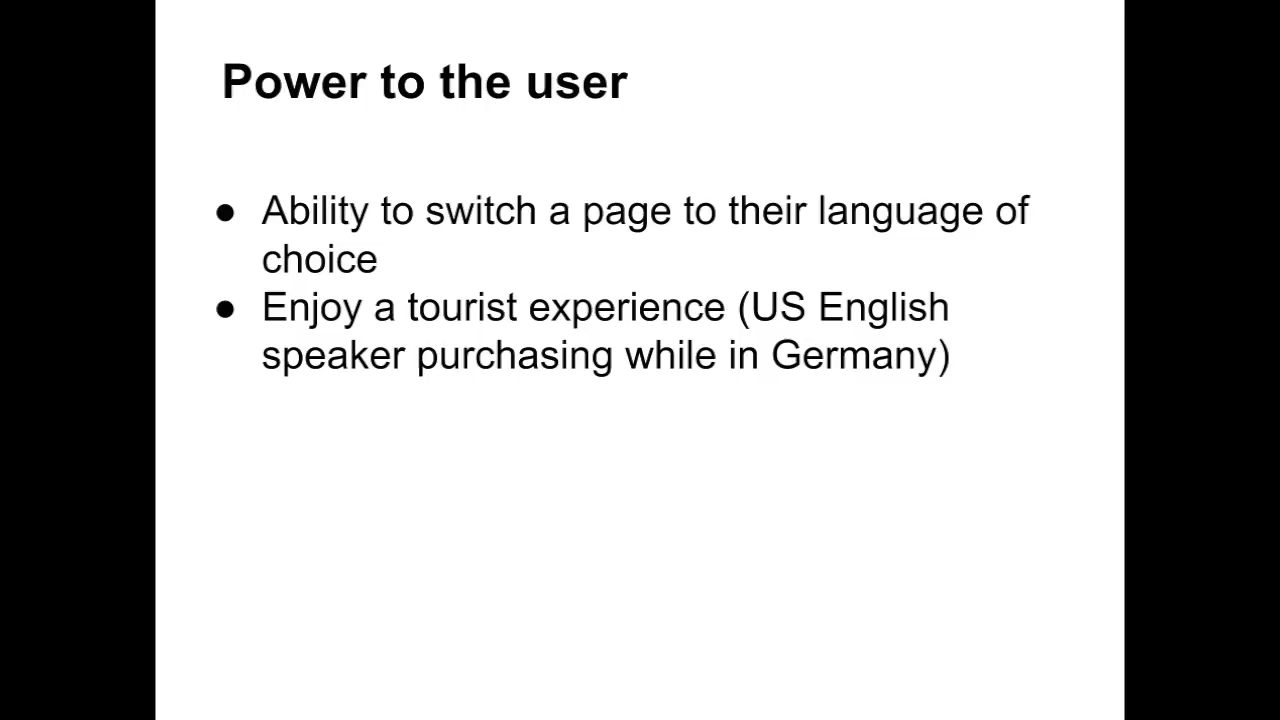 Power to the user
● Ability to switch a page to their language of
choice
● Enjoy a tourist experience (US English
speaker purchasing while in Germany)